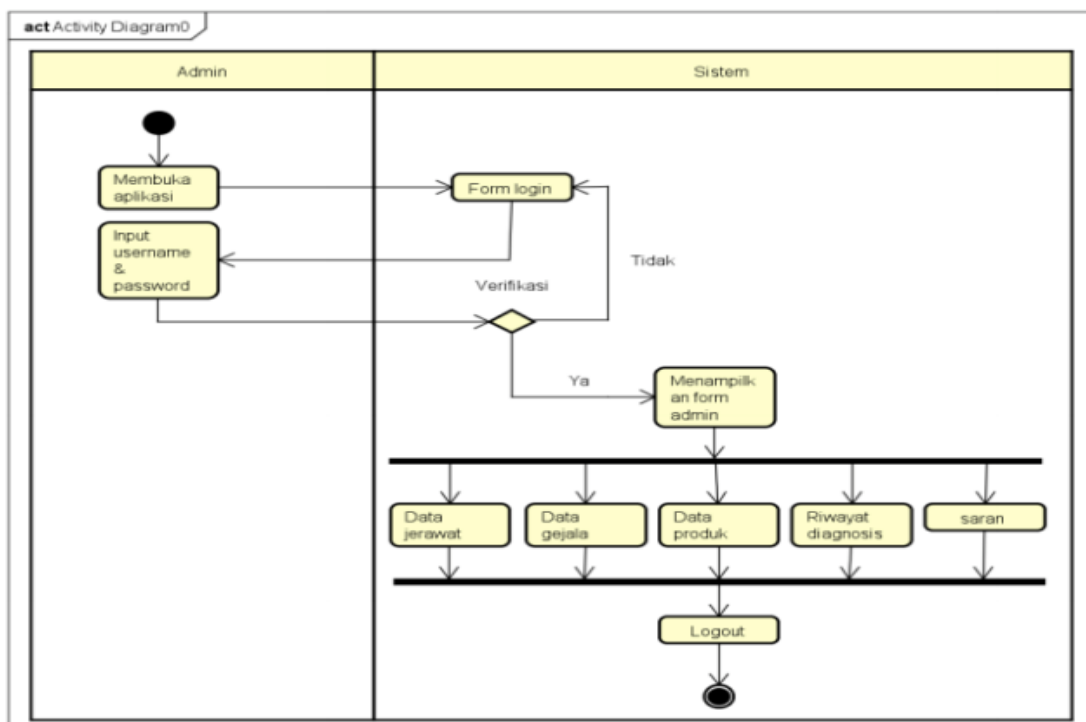 act Activity Diagram0
Admin
Sistem
Membuka
aplikasi
Form login
Input
username
&
password
Tidak
Verifikasi
Ya
Menampilk
an form
admin
Data
jerawat
Data
gejala
Data
produk
Riwayat
diagnosis
saran
Logout